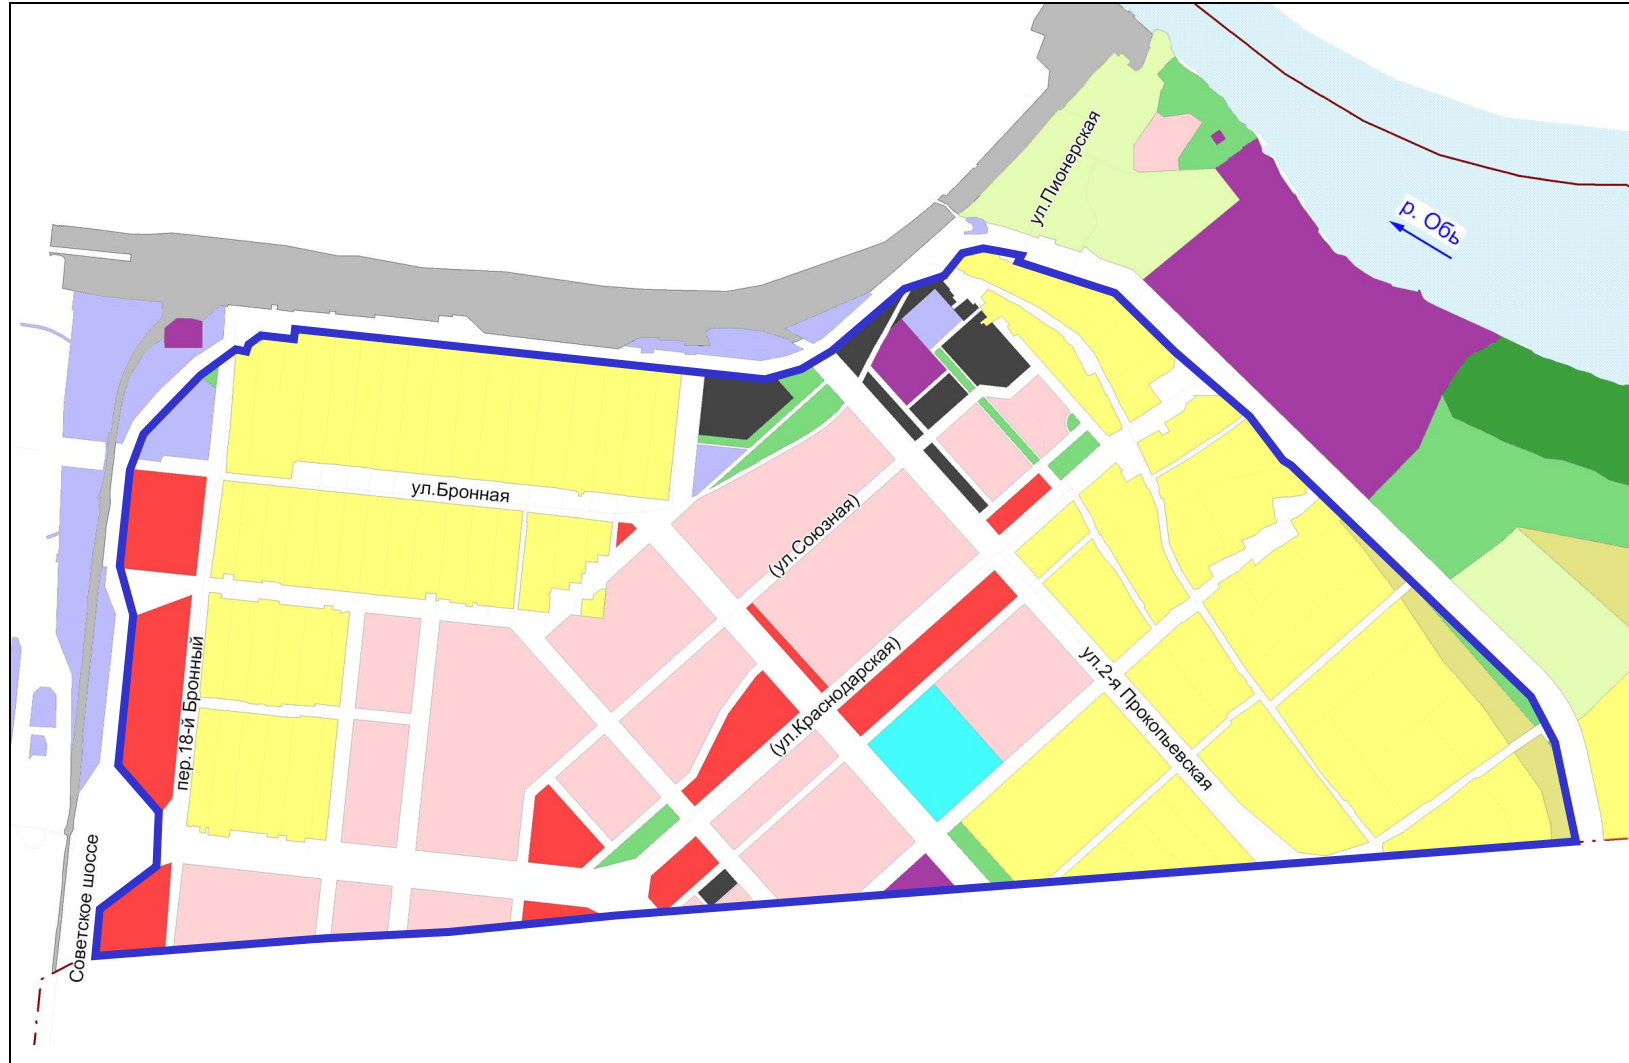 ул.Пионерская
р. Обь
ул.Бронная
(ул.Союзная)
(ул.Краснодарская)
ул.2-я Прокопьевская
пер.18-й Бронный
Советское шоссе